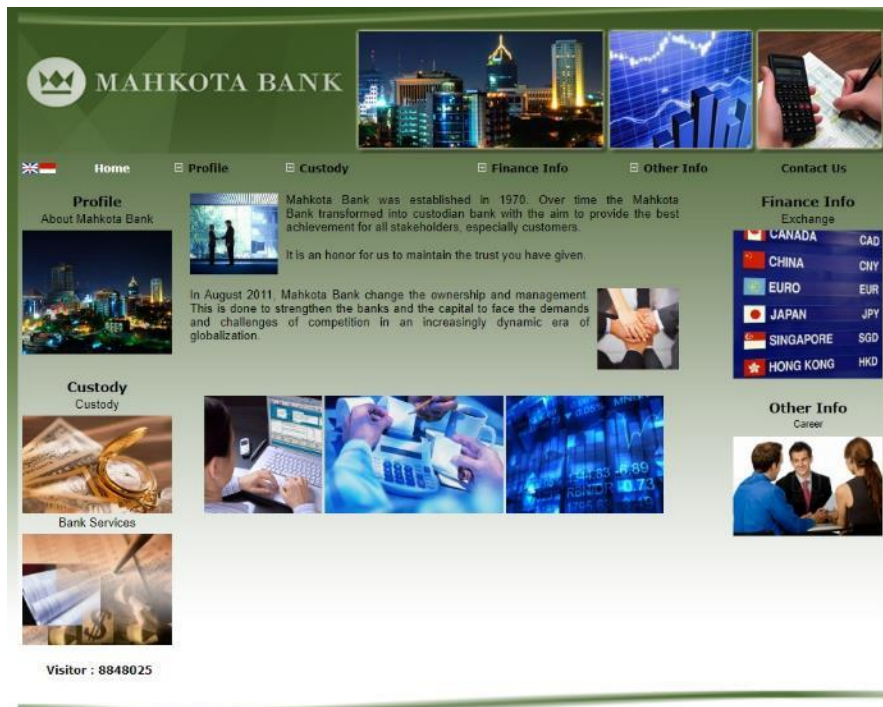 MAHKOTA BANK
Home
Profile
Custody
Finance Info
Other Info
Contact Us
Profile
About Mahkota Bank
Mahkota Bank was established in 1970. Over time the Mahkota
Bank transformed into custodian bank with the aim to provide the best
achievement for all stakeholders, especially customers.
It is an honor for us to maintain the trust you have given.
In August 2011, Mahkota Bank change the ownership and management
This is done to strengthen the banks and the capital to face the demands
and challenges of competition in an increasingly dynamic era of
globalization.
Finance Info
Exchange
CANADA CAD
CHINA CNY
EURO EUR
JAPAN JPY
SINGAPORE SGD
HONG KONG HKD
Custody
Custody
Bank Services
Other Info
Career
6.89
0.73
Visitor : 8848025